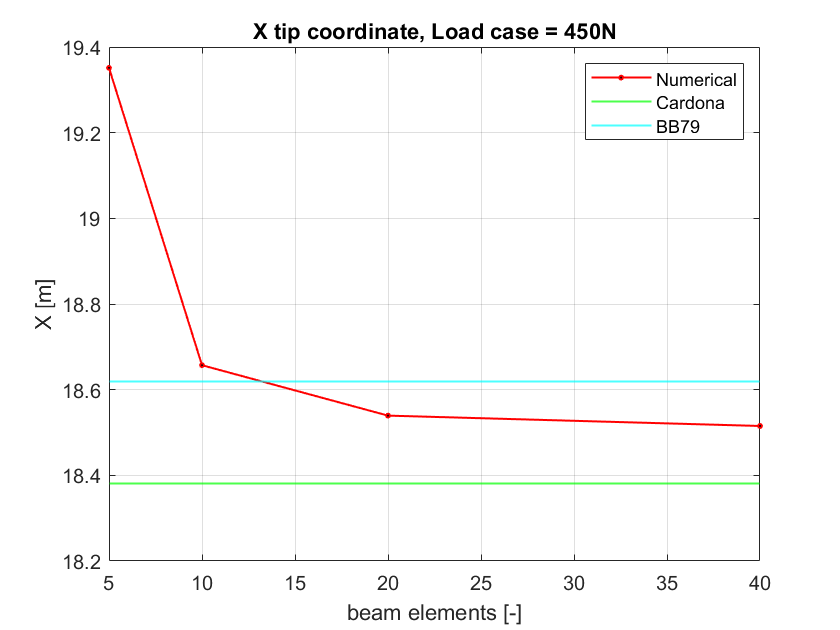 X tip coordinate, Load case = 450N
Numerical
Cardona
BB79
19.4
19.2
19
18.8
18.6
18.4
18.2
X [m]
5 10 15 20 25 30 35 40
beam elements [-]